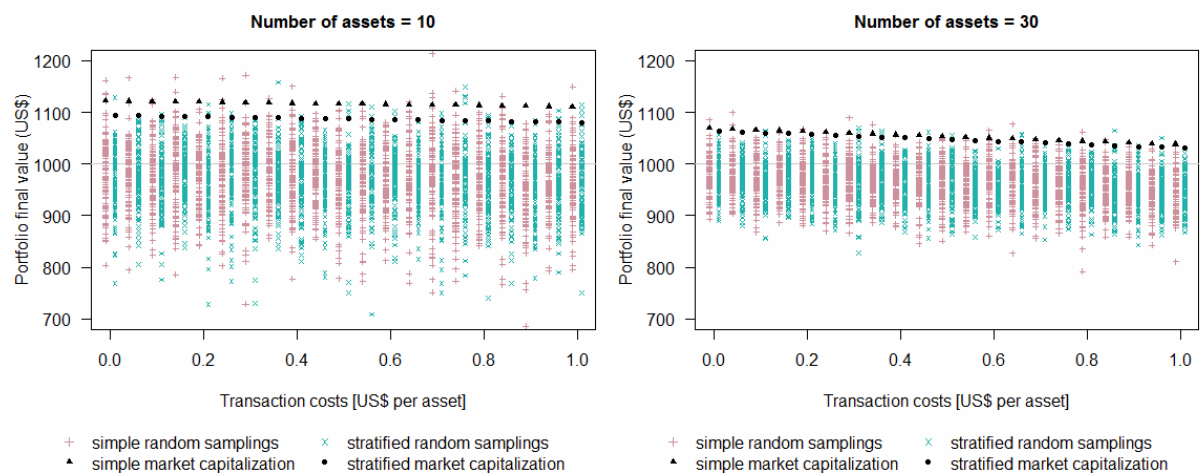 Number of assets = 10
Portfolio final value (US$)
1200
1100
1000
900
800
700
0.0 0.2 0.4 0.6 0.8 1.0
Transaction costs [US$ per asset]
simple random samplings stratified random samplings
simple market capitalization stratified market capitalization
Number of assets = 30
Portfolio final value (US$)
1200
1100
1000
900
800
700
0.0 0.2 0.4 0.6 0.8 1.0
Transaction costs [US$ per asset]
simple random samplings stratified random samplings
simple market capitalization stratified market capitalization